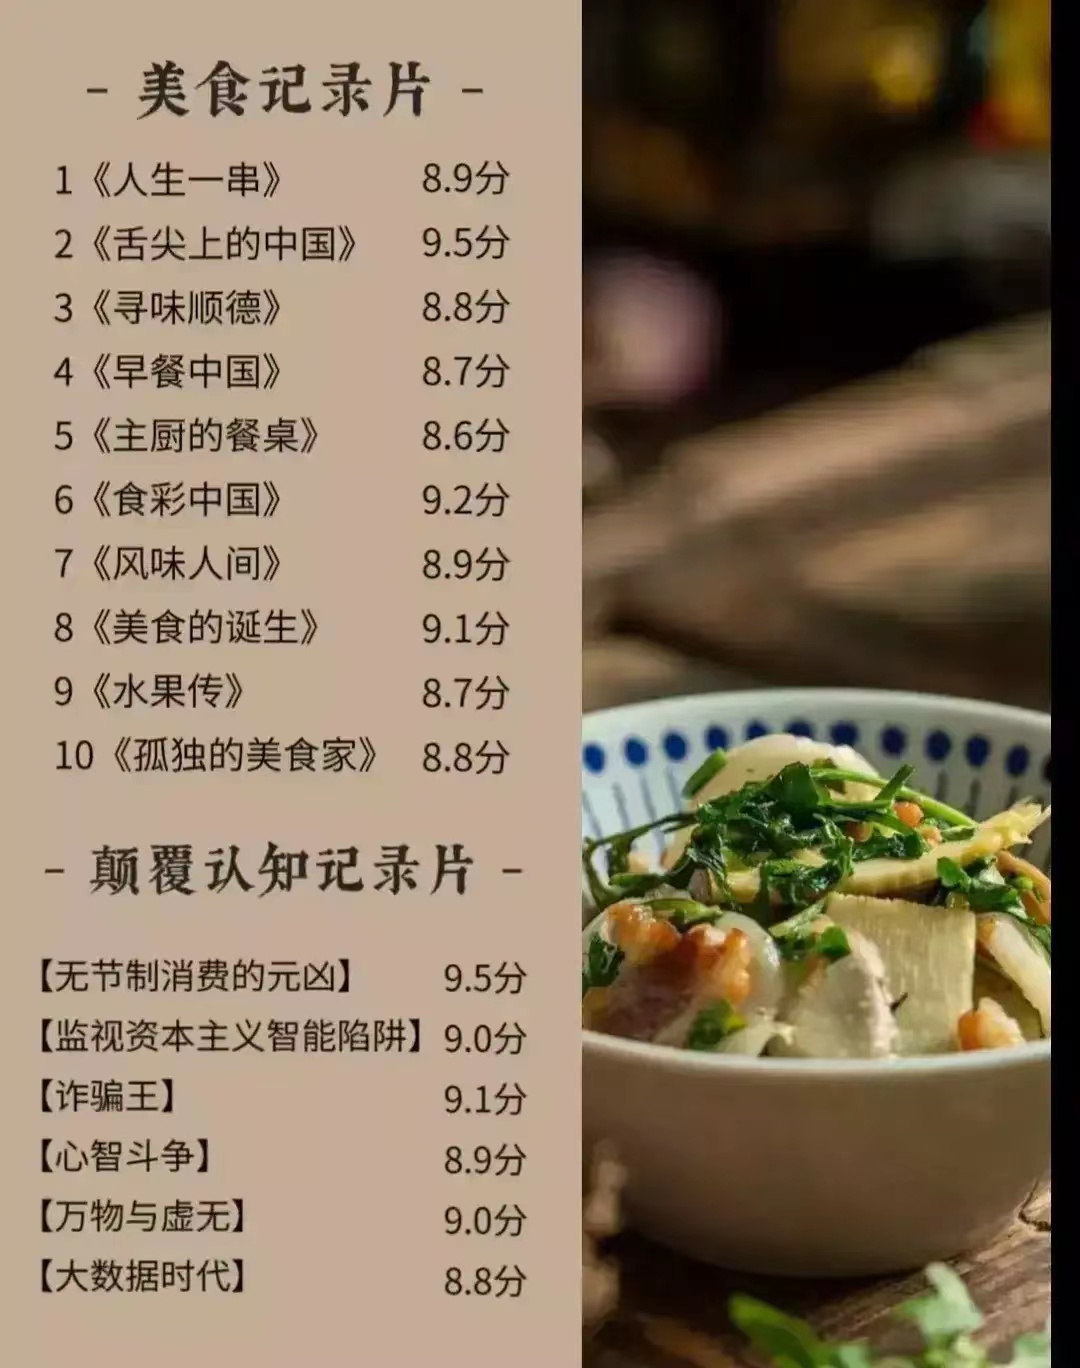 - 美食记录片 -
1《人生一串》 8.9分
2《舌尖上的中国》 9.5分
3《寻味顺德》 8.8分
4《早餐中国》 8.7分
5《主厨的餐桌》 8.6分
6《食彩中国》 9.2分
7《风味人间》 8.9分
8《美食的诞生》 9.1分
9《水果传》 8.7分
10《孤独的美食家》 8.8分
- 颠覆认知记录片 -
【无节制消费的元凶】 9.5分
【监视资本主义智能陷阱】 9.0分
【诈骗王】 9.1分
【心智斗争】 8.9分
【万物与虚无】 9.0分
【大数据时代】 8.8分